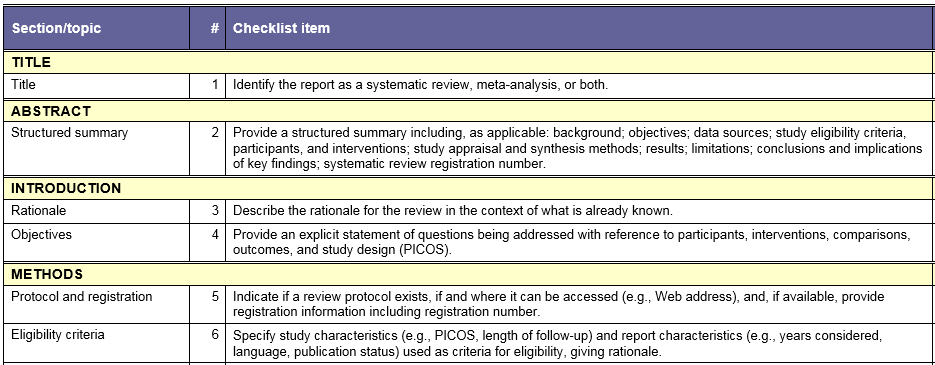 Section/topic # Checklist item
TITLE
Title 1 Identify the report as a systematic review, meta-analysis, or both.
ABSTRACT
Structured summary 2 Provide a structured summary including, as applicable: background; objectives; data sources; study eligibility criteria,
participants, and interventions; study appraisal and synthesis methods; results; limitations; conclusions and implications
of key findings; systematic review registration number.
INTRODUCTION
Rationale 3 Describe the rationale for the review in the context of what is already known.
Objectives 4 Provide an explicit statement of questions being addressed with reference to participants, interventions, comparisons,
outcomes, and study design (PICOS).
METHODS
Protocol and registration 5 Indicate if a review protocol exists, if and where it can be accessed (e.g., Web address), and, if available, provide
registration information including registration number.
Eligibility criteria 6 Specify study characteristics (e.g., PICOS, length of follow-up) and report characteristics (e.g., years considered,
language, publication status) used as criteria for eligibility, giving rationale.